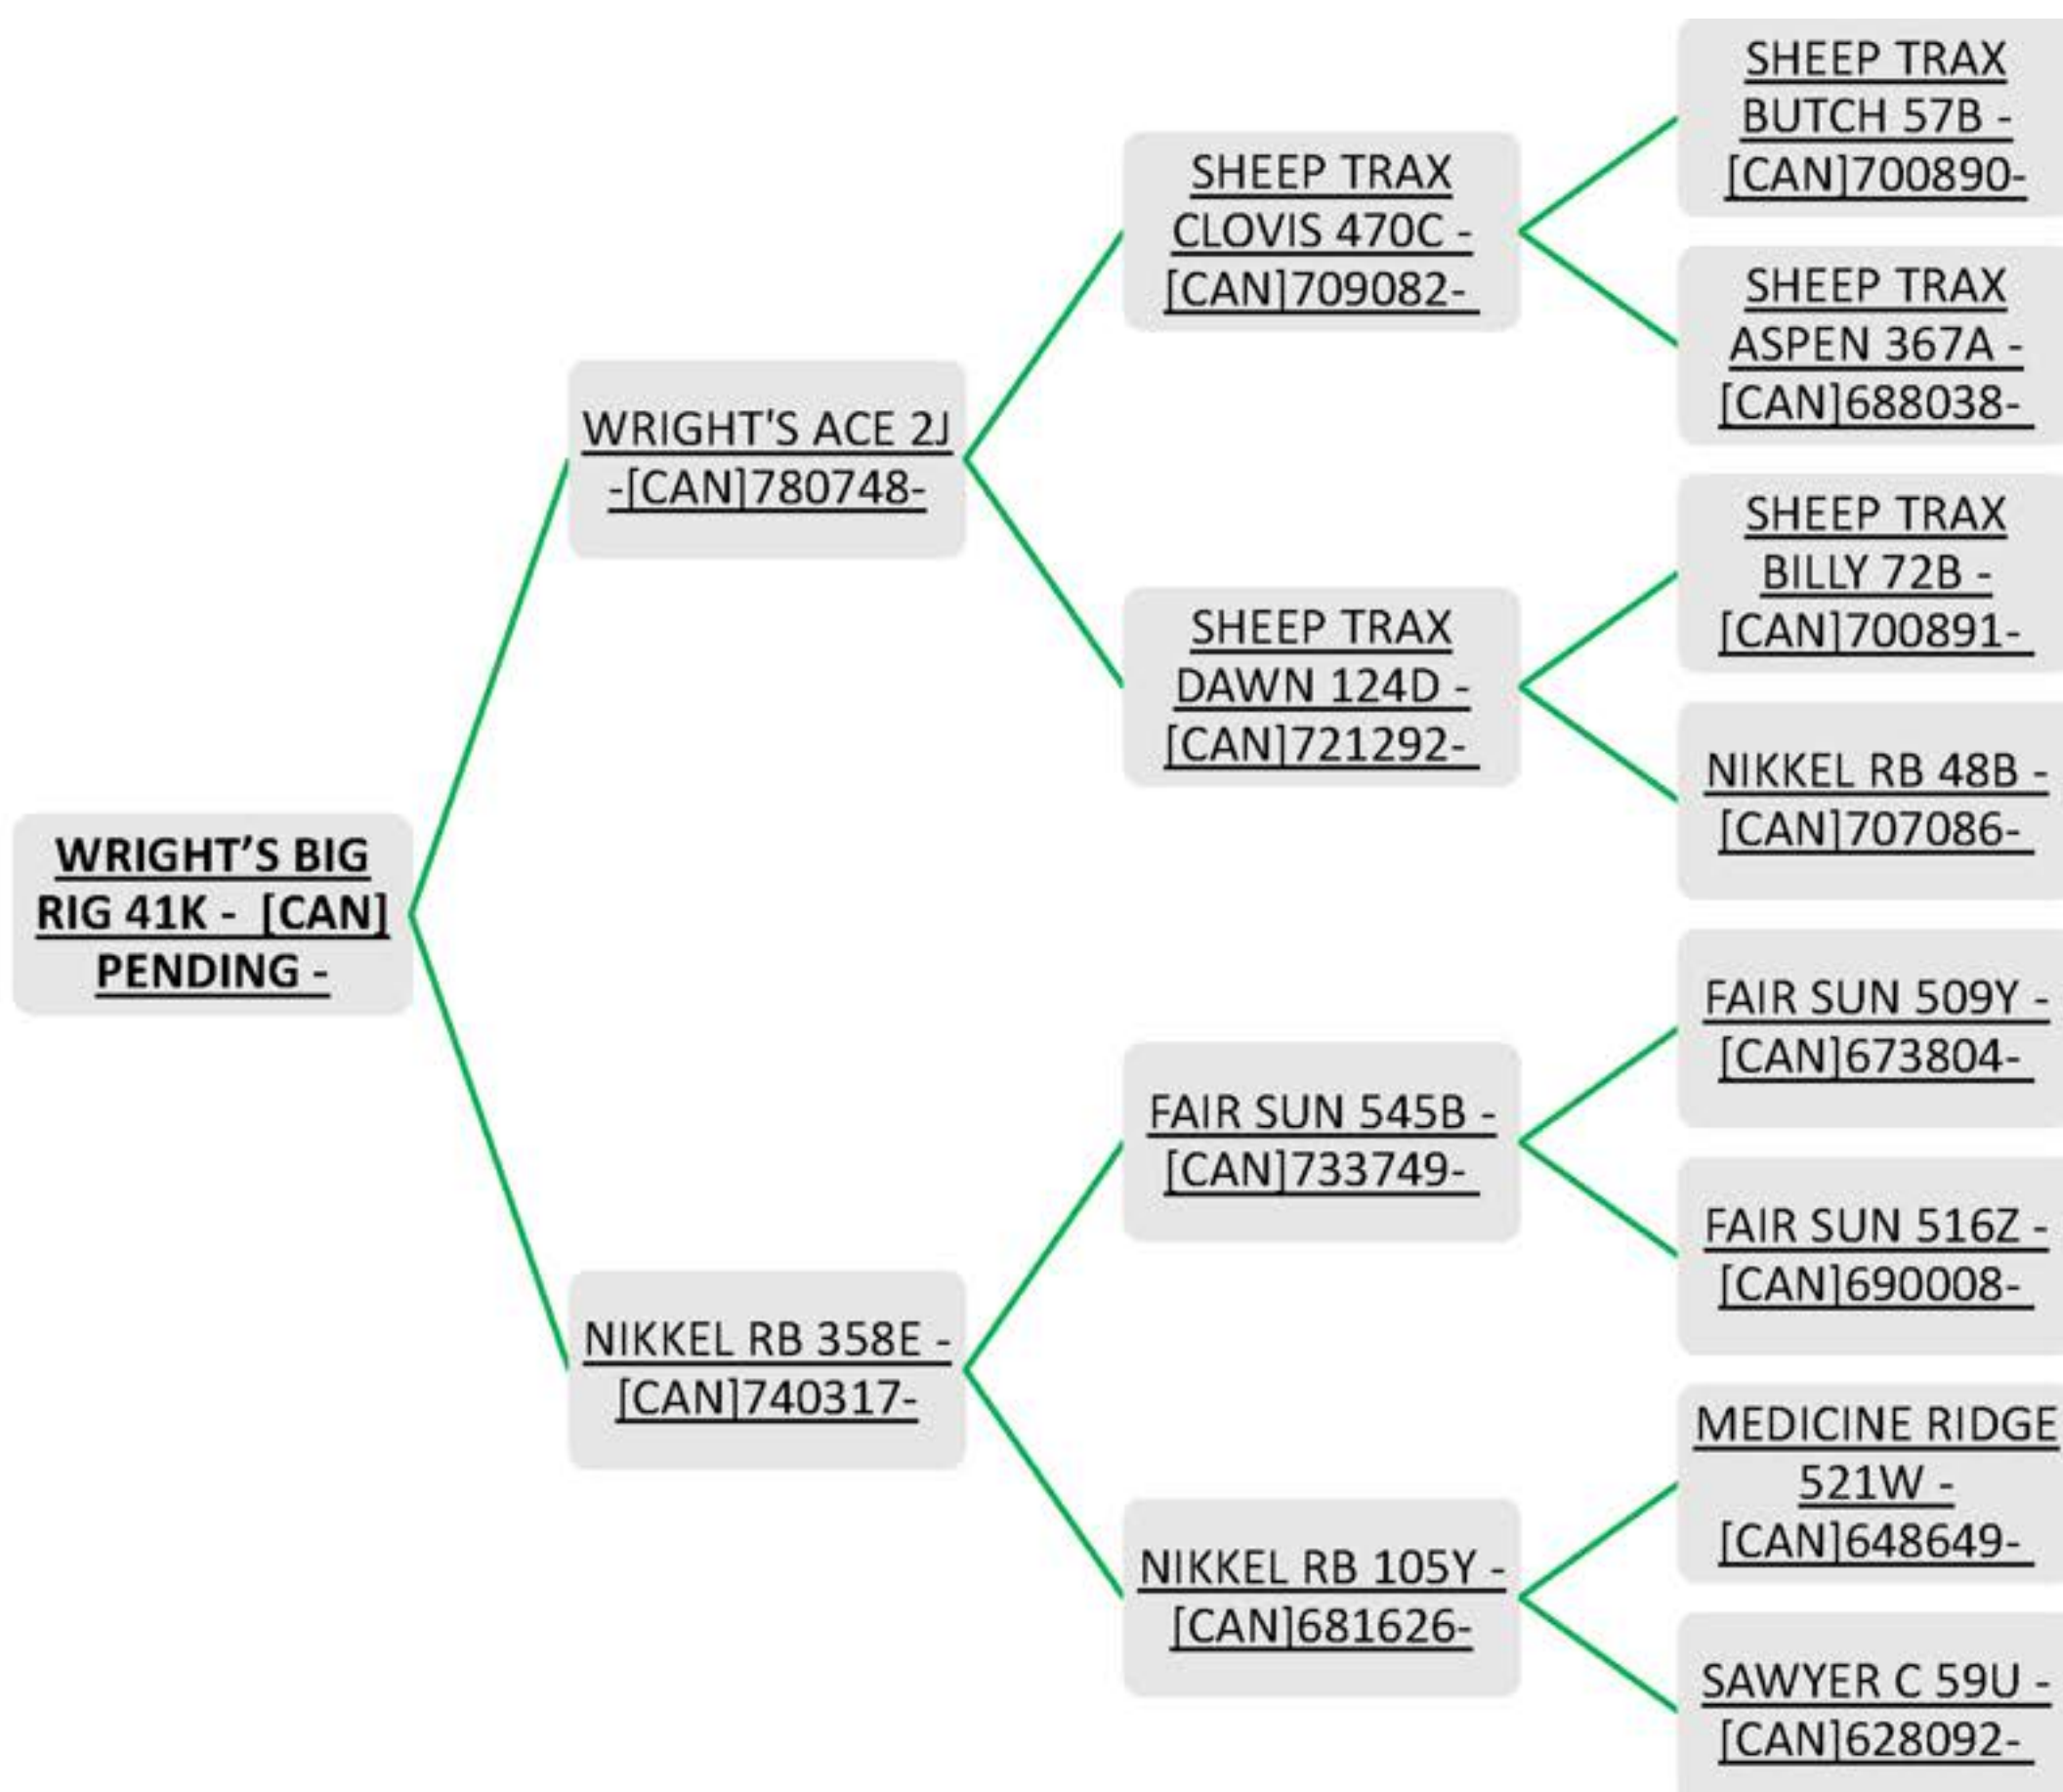 WRIGHT’S BIG
RIG 41K -  [CAN]
PENDING -
WRIGHT'S ACE 2J
-[CAN]780748-
NIKKEL RB 358E -
[CAN]740317-
SHEEP TRAX
CLOVIS 470C -
[CAN]709082-
SHEEP TRAX
DAWN 124D -
[CAN]721292-
FAIR SUN 545B -
[CAN]733749-
NIKKEL RB 105Y -
[CAN]681626-
SHEEP TRAX
BUTCH 57B -
[CAN]700890-
SHEEP TRAX
ASPEN 367A -
[CAN]688038-
SHEEP TRAX
BILLY 72B -
[CAN]700891-
NIKKEL RB 48B -
[CAN]707086-
FAIR SUN 509Y -
[CAN]673804-
FAIR SUN 516Z -
[CAN]690008-
MEDICINE RIDGE
521W -
[CAN]648649-
SAWYER C 59U -
[CAN]628092-